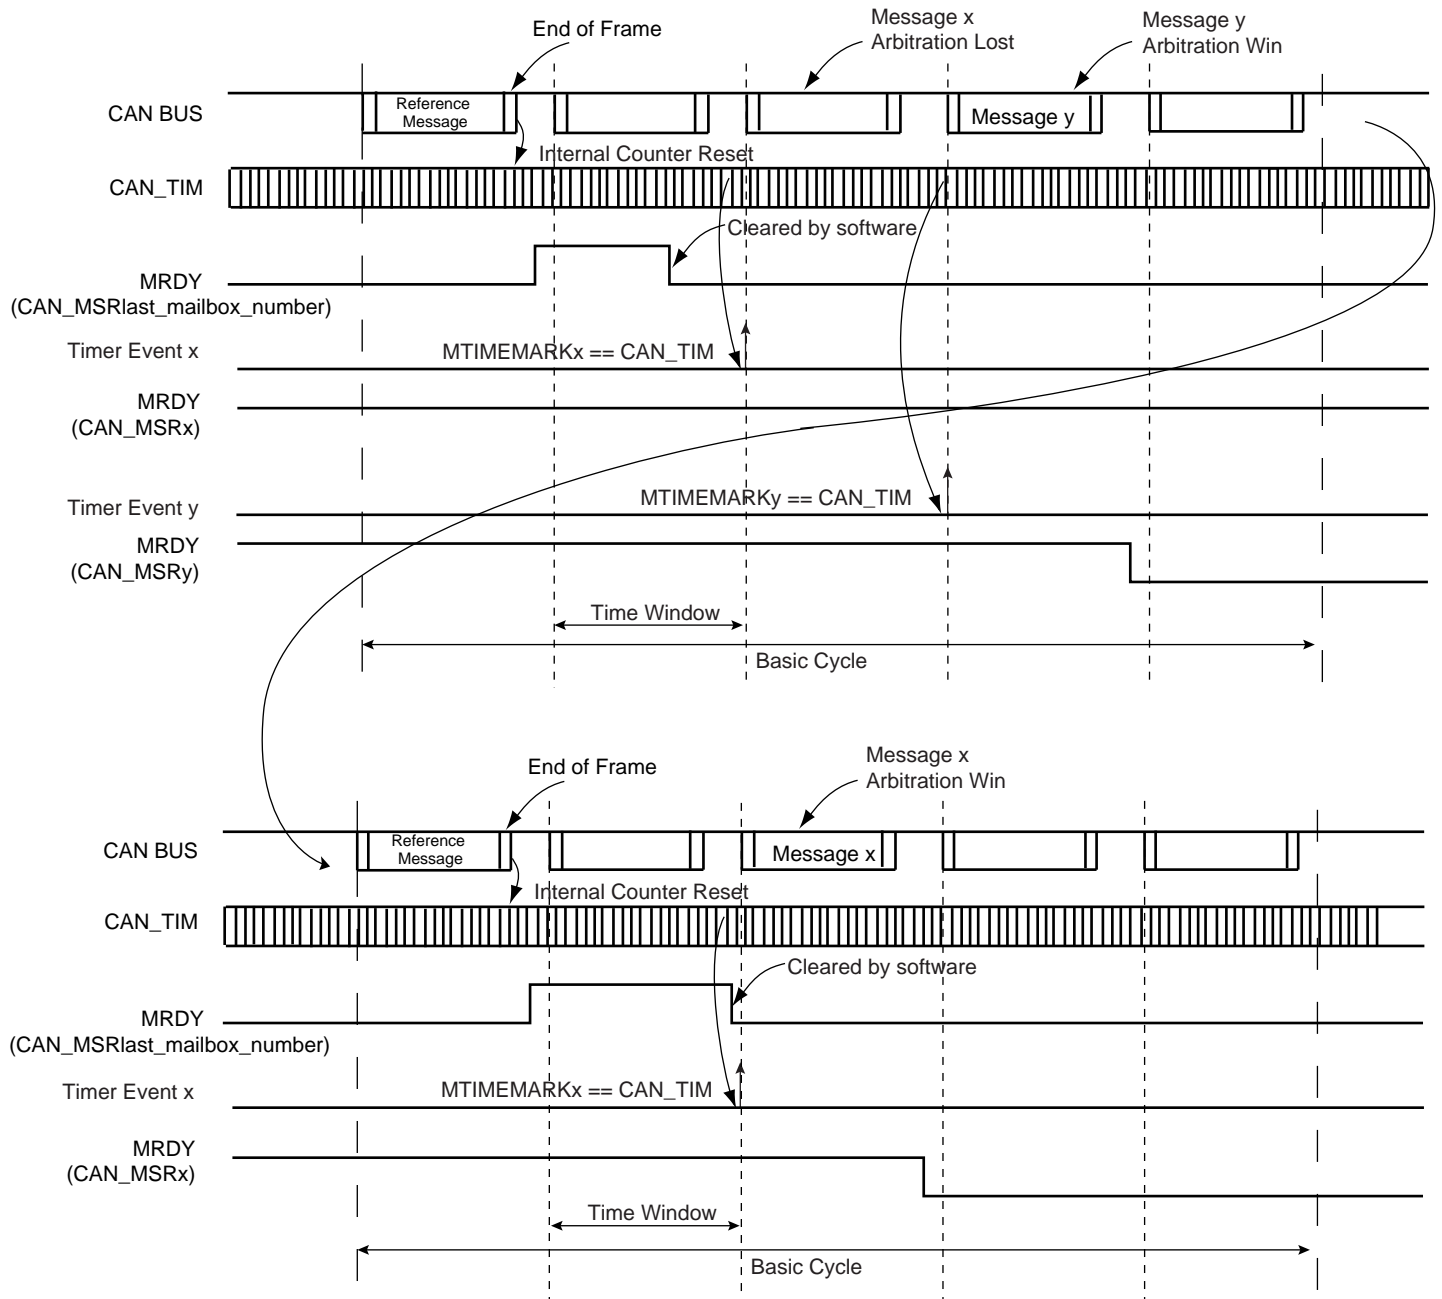 End of Frame
Message x
Arbitration Lost
Message y
Arbitration Win
CAN BUS
Reference
Message
Message y
Internal Counter Reset
CAN_TIM
Cleared by software
MRDY
(CAN_MSRlast_mailbox_number)
Timer Event x
MTIMEMARKx == CAN_TIM
MRDY
(CAN_MSRx)
Timer Event y
MTIMEMARKy == CAN_TIM
MRDY
(CAN_MSRy)
Time Window
Basic Cycle
End of Frame
Message x
Arbitration Win
CAN BUS
Reference
Message
Message x
Internal Counter Reset
CAN_TIM
Cleared by software
MRDY
(CAN_MSRlast_mailbox_number)
Timer Event x
MTIMEMARKx == CAN_TIM
MRDY
(CAN_MSRx)
Time Window
Basic Cycle